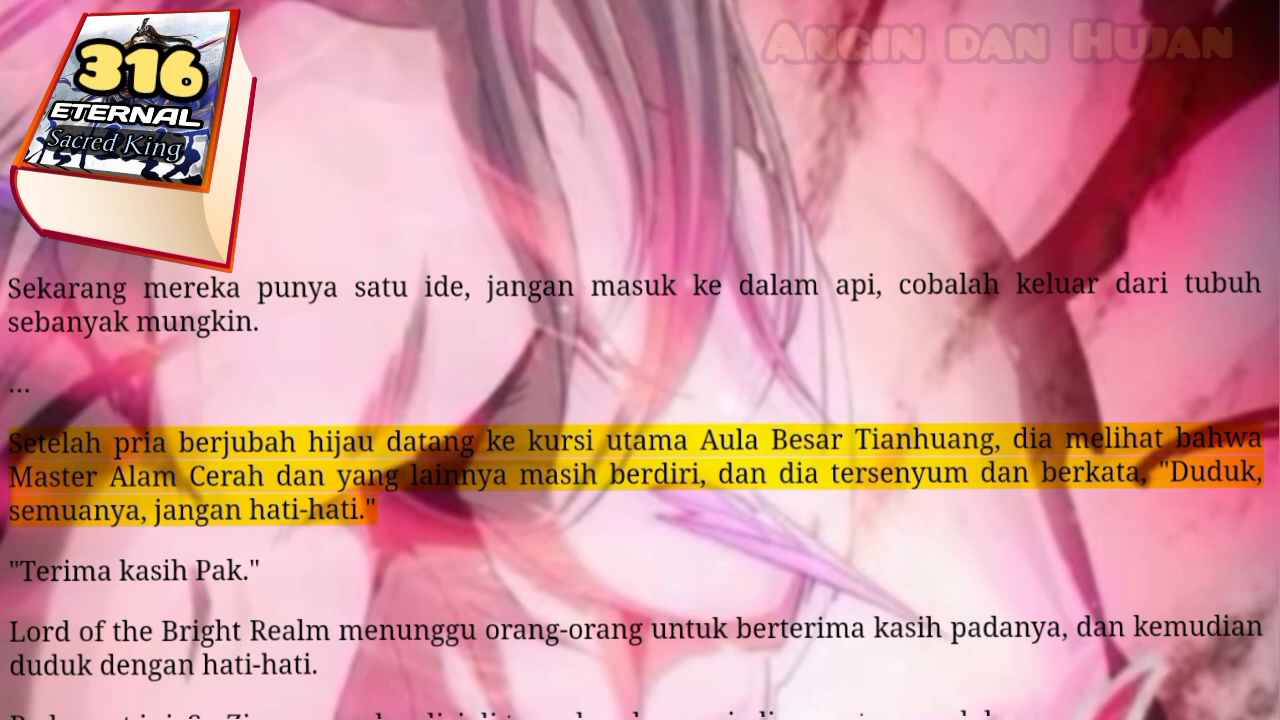 Angin dan Hujan
316
ETERNAL
Sacred King
Sekarang mereka punya satu ide, jangan masuk ke dalam api, cobalah keluar dari tubuh
sebanyak mungkin.
...
Setelah pria berjubah hijau datang ke kursi utama Aula Besar Tianhuang, dia melihat bahwa
Master Alam Cerah dan yang lainnya masih berdiri, dan dia tersenyum dan berkata, "Duduk,
semuanya, jangan hati-hati."
"Terima kasih Pak."
Lord of the Bright Realm menunggu orang-orang untuk berterima kasih padanya, dan kemudian
duduk dengan hati-hati.